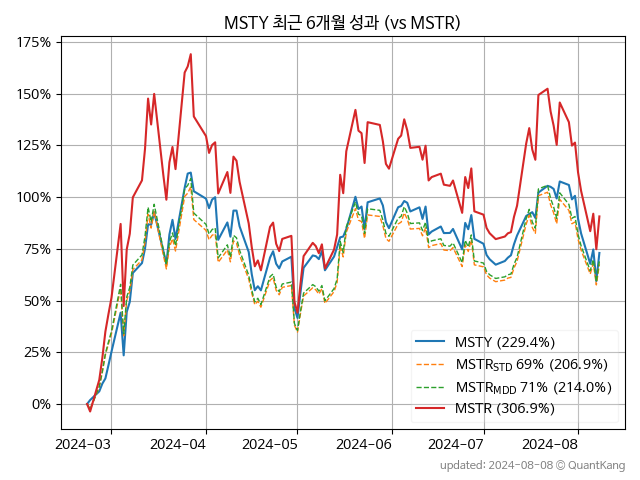 MSTY 최근 6개월 성과 (vs MSTR)
175%
150%
125%
100%
75%
50%
25%
0%
MSTY (229.4%)
MSTR_STD 69% (206.9%)
MSTR_MDD 71% (214.0%)
MSTR (306.9%)
2024-03 2024-04 2024-05 2024-06 2024-07 2024-08
updated: 2024-08-08 © QuantKang